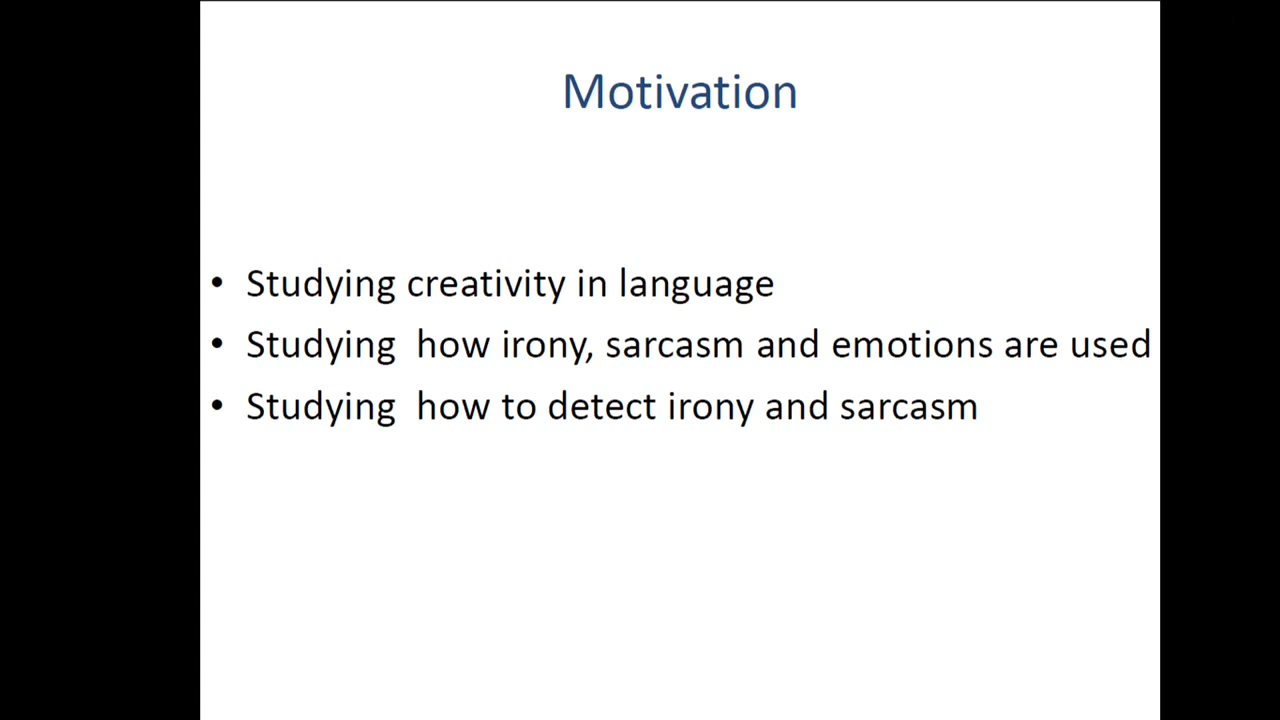 Motivation
• Studying creativity in language
• Studying  how irony, sarcasm and emotions are used
• Studying  how to detect irony and sarcasm